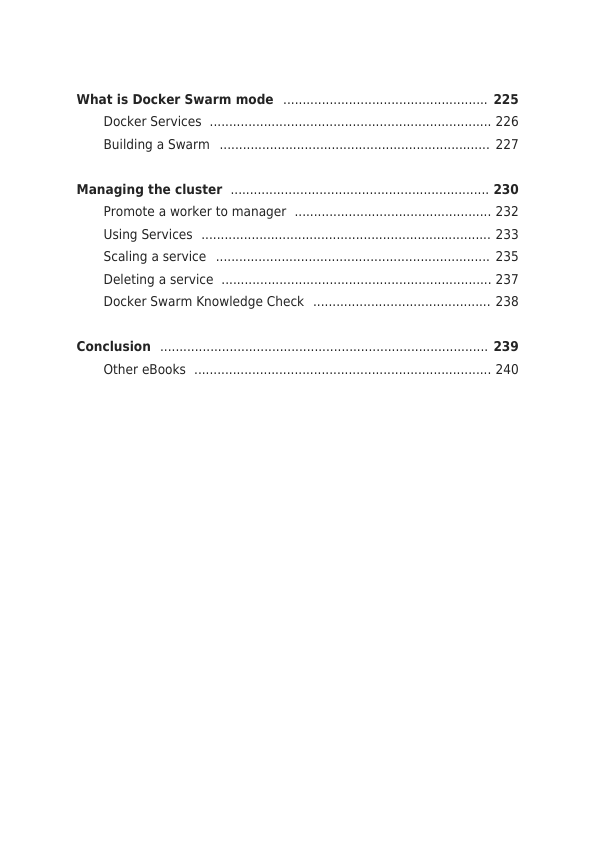 What is Docker Swarm mode ..................................................... 225
Docker Services ......................................................................... 226
Building a Swarm ...................................................................... 227
Managing the cluster ................................................................... 230
Promote a worker to manager ................................................... 232
Using Services ........................................................................... 233
Scaling a service ....................................................................... 235
Deleting a service ...................................................................... 237
Docker Swarm Knowledge Check .............................................. 238
Conclusion ..................................................................................... 239
Other eBooks ............................................................................. 240